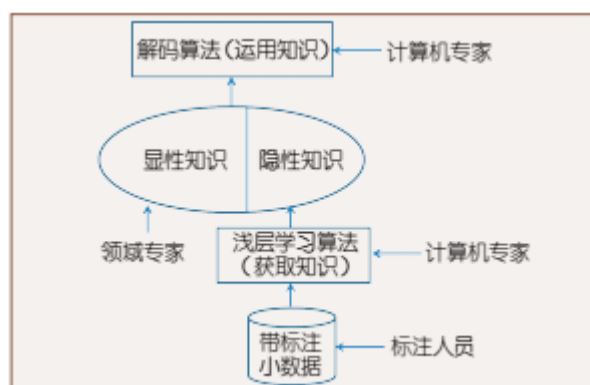 解码算法(运用知识)
计算机专家
显性知识
隐性知识
领域专家
浅层学习算法
(获取知识)
计算机专家
带标注
小数据
标注人员